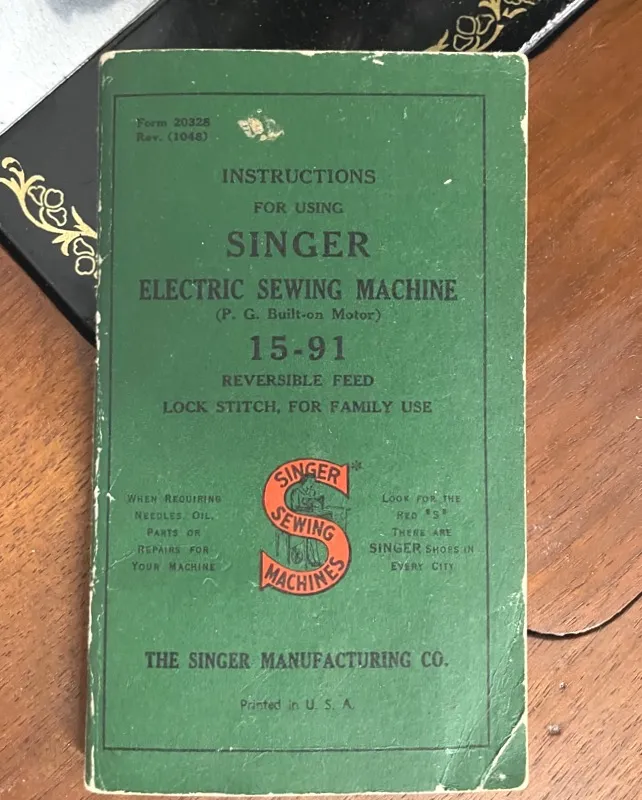 Form 20328
Rev. (1048)
INSTRUCTIONS
FOR USING
SINGER
ELECTRIC SEWING MACHINE
(P. G. Built-on Motor)
15-91
REVERSIBLE FEED
LOCK STITCH, FOR FAMILY USE
WHEN REQUIRING
NEEDLES, OIL,
PARTS OR
REPAIRS FOR
YOUR MACHINE
SINGER *
SEWING
MACHINES
LOOK FOR THE
RED "S"
THERE ARE
SINGER SHOPS IN
EVERY CITY
THE SINGER MANUFACTURING CO.
Printed in U. S. A.